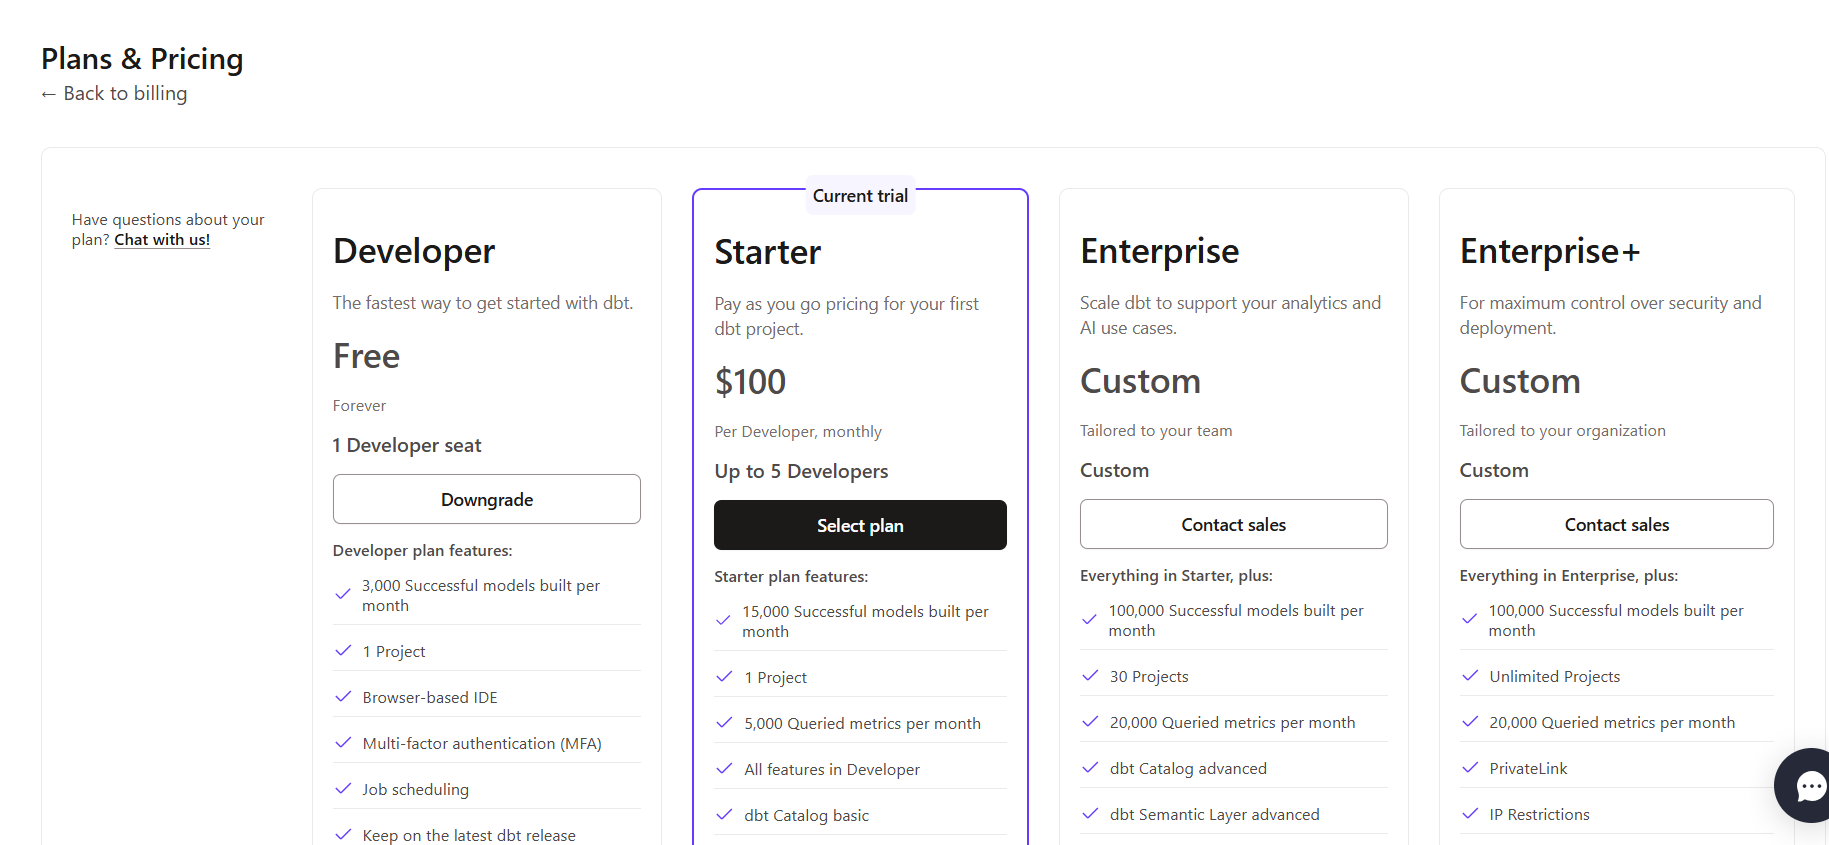 Plans & Pricing
← Back to billing
Have questions about your
plan? Chat with us!
Developer
The fastest way to get started with dbt.
Free
Forever
1 Developer seat
Downgrade
Developer plan features:
3,000 Successful models built per
month
1 Project
Browser-based IDE
Multi-factor authentication (MFA)
Job scheduling
Keep on the latest dbt release
Current trial
Starter
Pay as you go pricing for your first
dbt project.
$100
Per Developer, monthly
Up to 5 Developers
Select plan
Starter plan features:
15,000 Successful models built per
month
1 Project
5,000 Queried metrics per month
All features in Developer
dbt Catalog basic
Enterprise
Scale dbt to support your analytics and
AI use cases.
Custom
Tailored to your team
Custom
Contact sales
Everything in Starter, plus:
100,000 Successful models built per
month
30 Projects
20,000 Queried metrics per month
dbt Catalog advanced
dbt Semantic Layer advanced
Enterprise+
For maximum control over security and
deployment.
Custom
Tailored to your organization
Custom
Contact sales
Everything in Enterprise, plus:
100,000 Successful models built per
month
Unlimited Projects
20,000 Queried metrics per month
PrivateLink
IP Restrictions